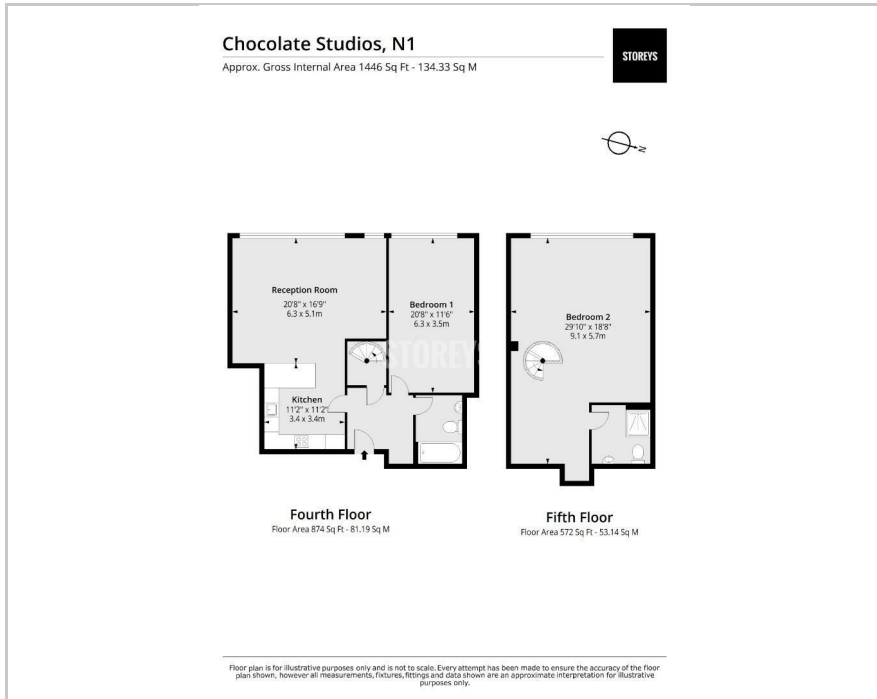 Chocolate Studios, N1
Approx. Gross Internal Area 1446 Sq Ft - 134.33 Sq M
STOREYS
N
Reception Room
20'8" x 16'9"
6.3 x 5.1m
Bedroom 1
20'8" x 11'6"
6.3 x 3.5m
Bedroom 2
29'10" x 18'8"
9.1 x 5.7m
STOREYS
Kitchen
11'2" x 11'2"
3.4 x 3.4m
Fourth Floor
Floor Area 874 Sq Ft - 81.19 Sq M
Fifth Floor
Floor Area 572 Sq Ft - 53.14 Sq M
Floor plan is for illustrative purposes only and is not to scale. Every attempt has been made to ensure the accuracy of the floor
plan shown, however all measurements, fixtures, fittings and data shown are an approximate interpretation for illustrative
purposes only.